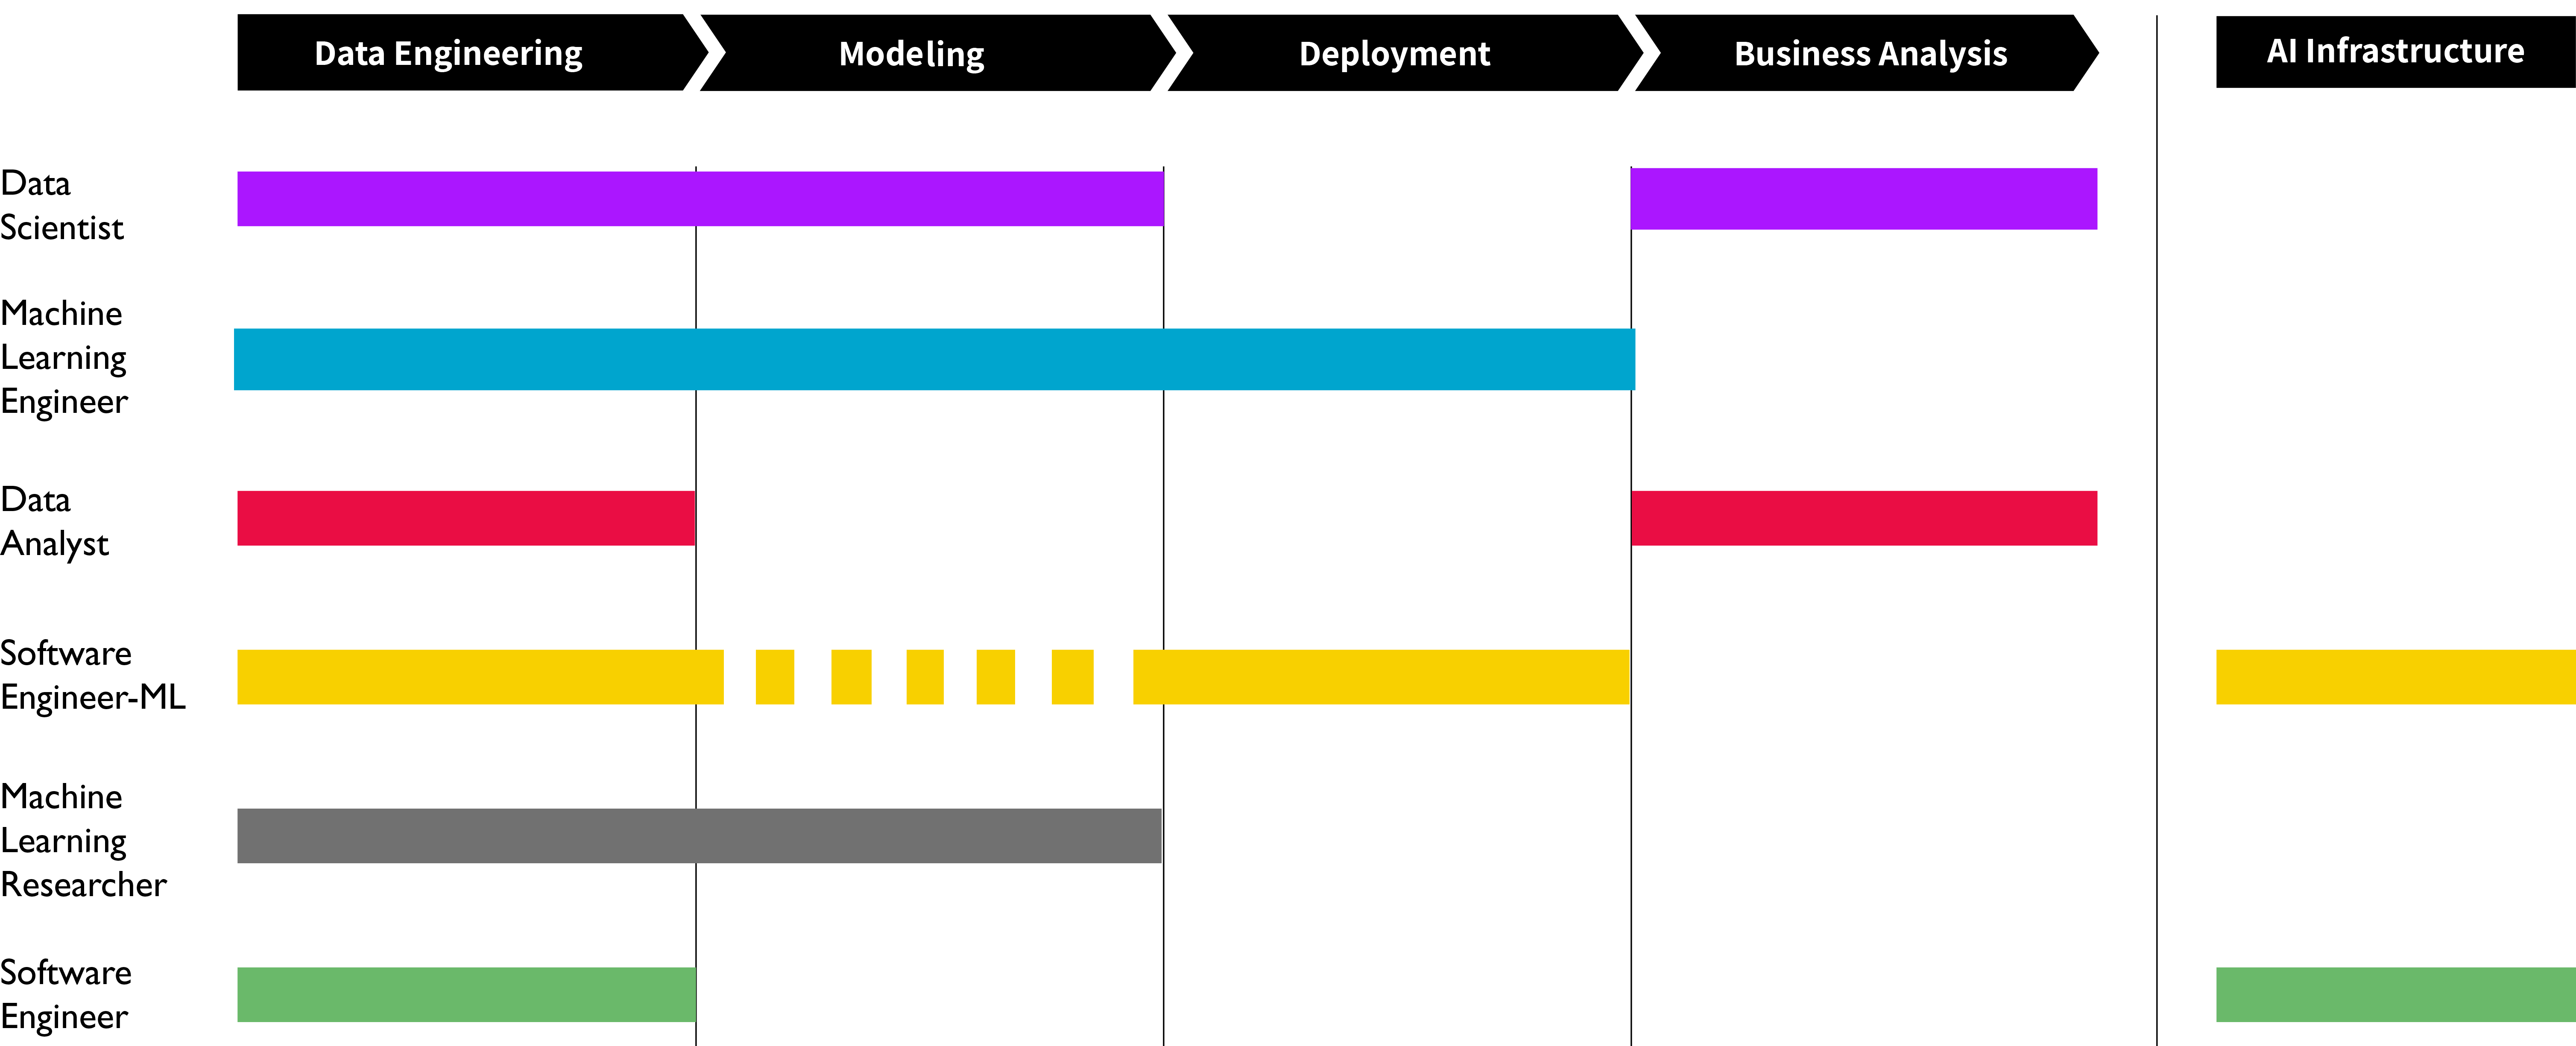 Data Engineering
Modeling
Deployment
Business Analysis
AI Infrastructure
Data
Scientist
Machine
Learning
Engineer
Data
Analyst
Software
Engineer-ML
Machine
Learning
Researcher
Software
Engineer